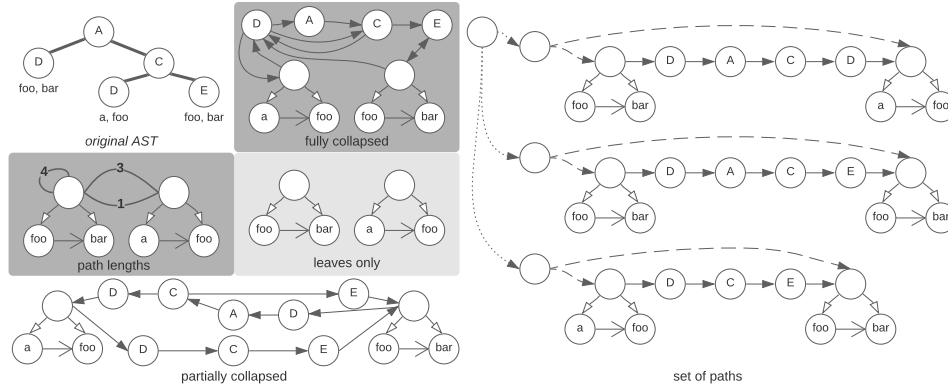 A
D
C
foo, bar
D
E
a, foo
foo, bar
original AST
D
A
C
E
a
foo
foo
bar
fully collapsed
4
3
1
foo
bar
a
foo
path lengths
foo
bar
a
foo
leaves only
D
C
E
A
D
a
foo
D
C
E
foo
bar
partially collapsed
D
A
C
D
foo
bar
a
foo
D
A
C
E
foo
bar
foo
bar
D
C
E
a
foo
foo
bar
set of paths